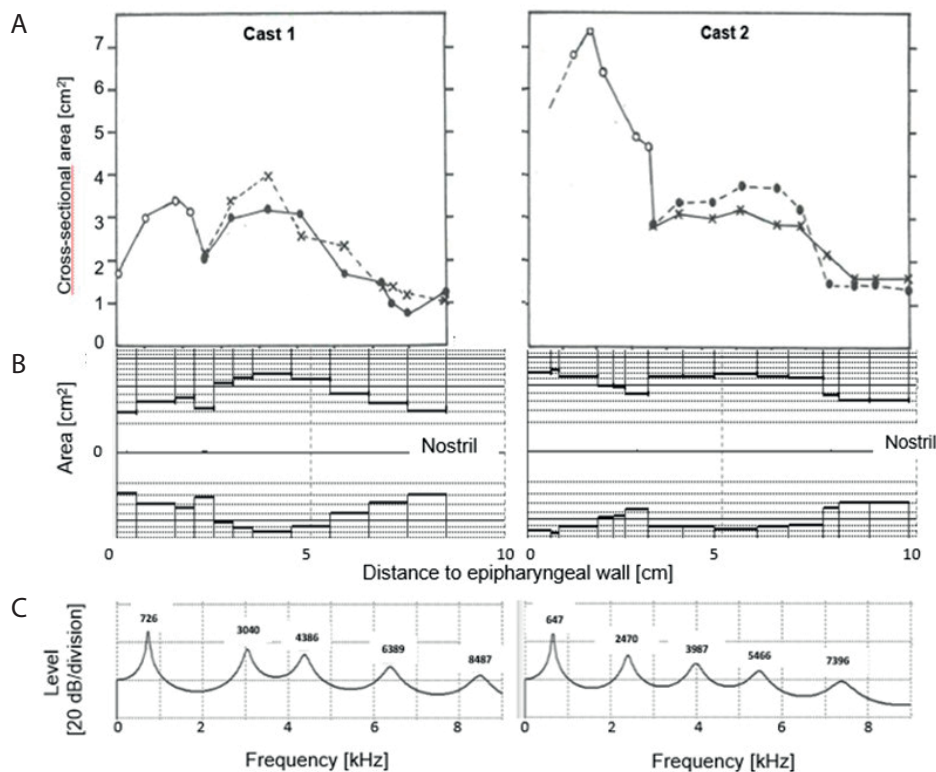 A
Cast 1
Cast 2
Cross-sectional area [cm²]
7
6
5
4
3
2
1
0
B
Area [cm²]
0
Nostril
Nostril
0
5
10
0
5
10
Distance to epipharyngeal wall [cm]
C
Level
[20 dB/division]
726
3040
4386
6389
8487
647
2470
3987
5466
7396
0
2
4
6
8
0
2
4
6
8
Frequency [kHz]
Frequency [kHz]